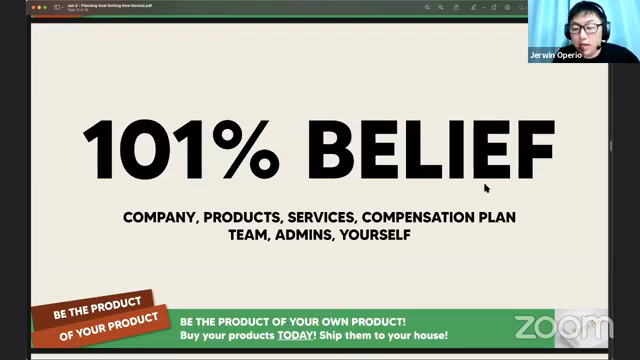 Jan 2 - Planning Goal Setting New Normal.pdf
Jerwin Operio
101% BELIEF
COMPANY, PRODUCTS, SERVICES, COMPENSATION PLAN
TEAM, ADMINS, YOURSELF
BE THE PRODUCT
OF YOUR PRODUCT
BE THE PRODUCT OF YOUR OWN PRODUCT!
Buy your products TODAY! Ship them to your house!
zoom